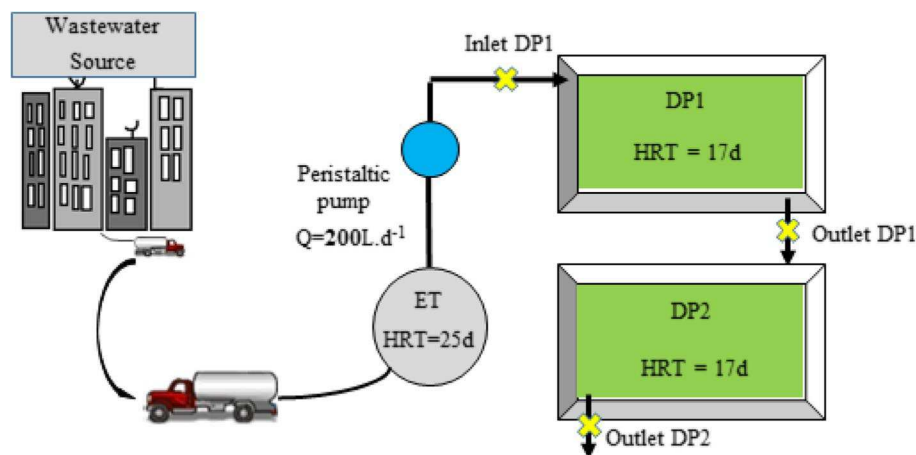 Wastewater
Source
Inlet DP1
DP1
HRT = 17d
Peristaltic
pump
Q=200L.d-1
Outlet DP1
ET
HRT=25d
DP2
HRT = 17d
Outlet DP2